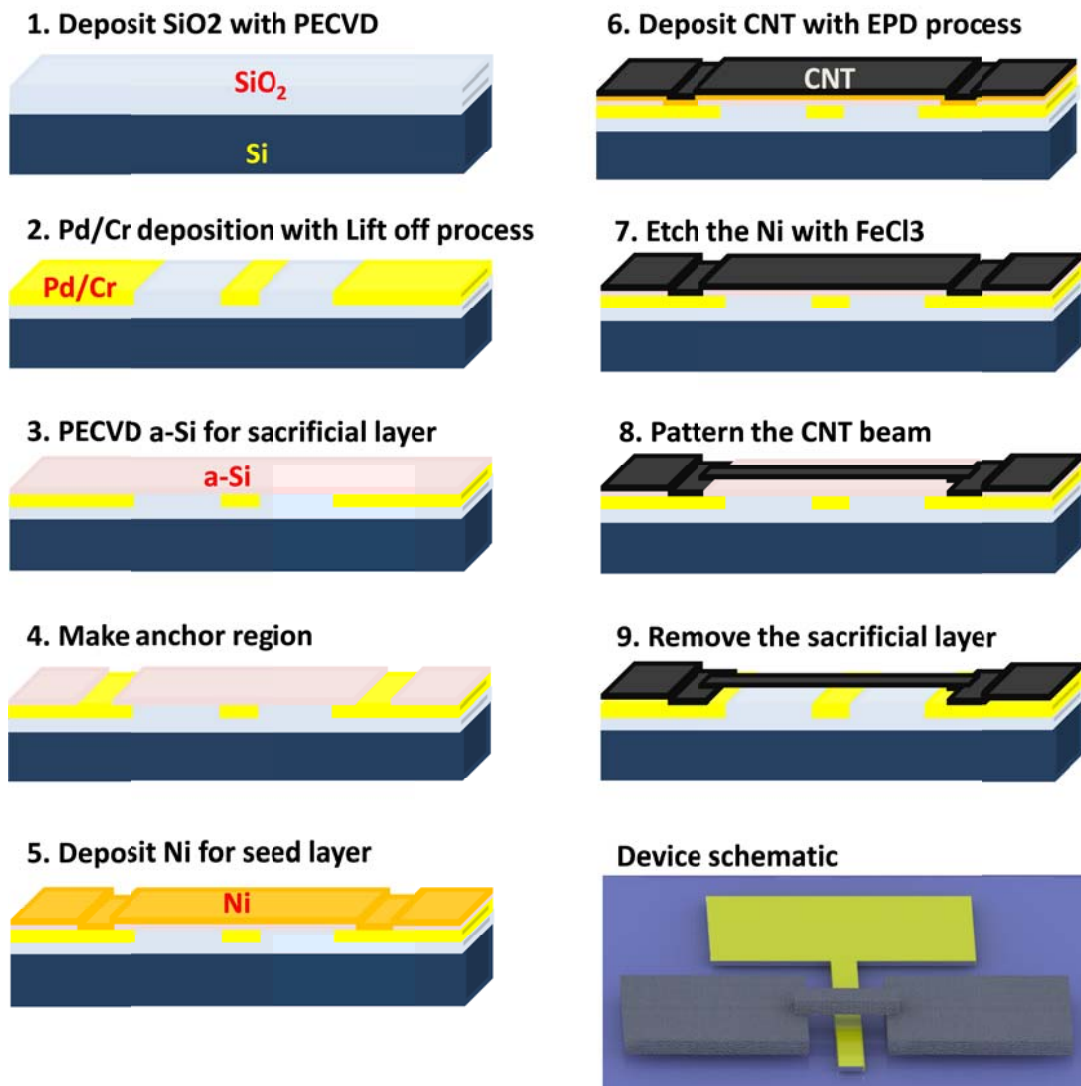 1. Deposit SiO2 with PECVD
SiO₂
Si
2. Pd/Cr deposition with Lift off process
Pd/Cr
3. PECVD a-Si for sacrificial layer
a-Si
4. Make anchor region
5. Deposit Ni for seed layer
Ni
6. Deposit CNT with EPD process
CNT
7. Etch the Ni with FeCl3
8. Pattern the CNT beam
9. Remove the sacrificial layer
Device schematic